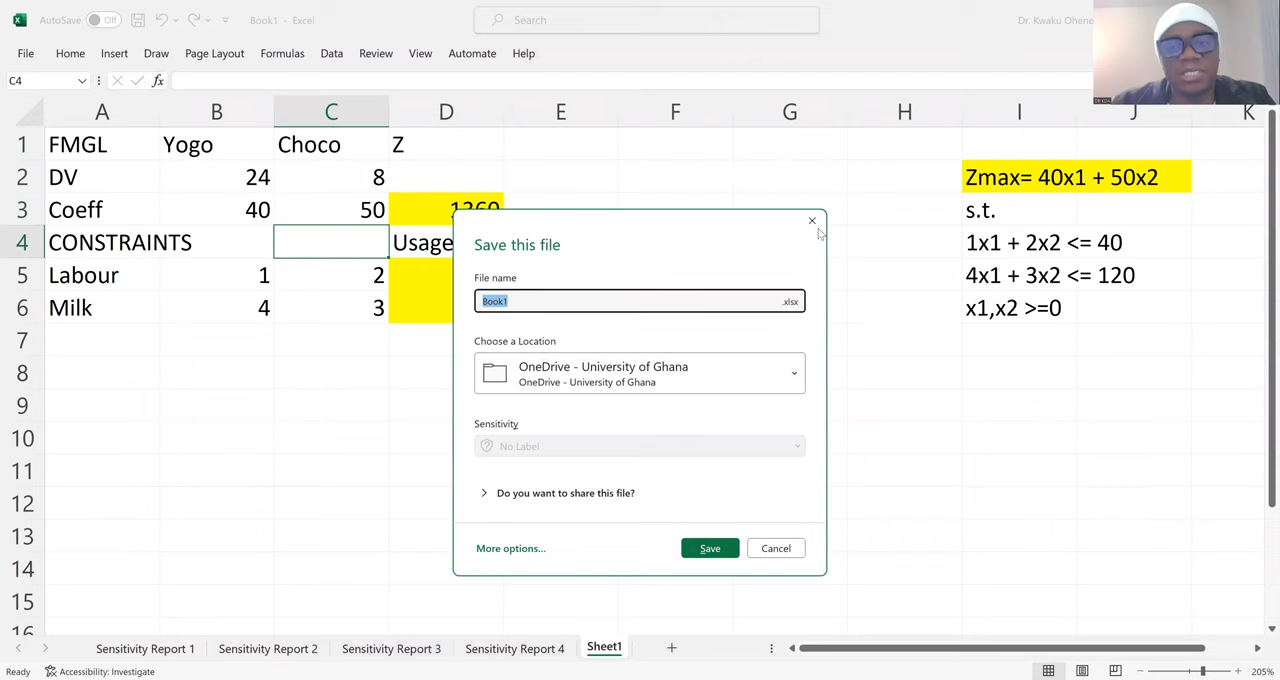 AutoSave Off Book1 - Excel Search Dr. Kwaku Ohene
File Home Insert Draw Page Layout Formulas Data Review View Automate Help
C4 fx
A B C D E F G H I J K
1 FMGL Yogo Choco Z
2 DV 24 8 Zmax= 40x1 + 50x2
3 Coeff 40 50 1360 s.t.
4 CONSTRAINTS Usage 1x1 + 2x2 <= 40
5 Labour 1 2 4x1 + 3x2 <= 120
6 Milk 4 3 x1,x2 >=0
7
8
9
10
11
12
13
14
15
16
Save this file
File name
Book1 .xlsx
Choose a Location
OneDrive - University of Ghana
OneDrive - University of Ghana
Sensitivity
No Label
Do you want to share this file?
More options... Save Cancel
Sensitivity Report 1 Sensitivity Report 2 Sensitivity Report 3 Sensitivity Report 4 Sheet1
Ready Accessibility: Investigate 205%